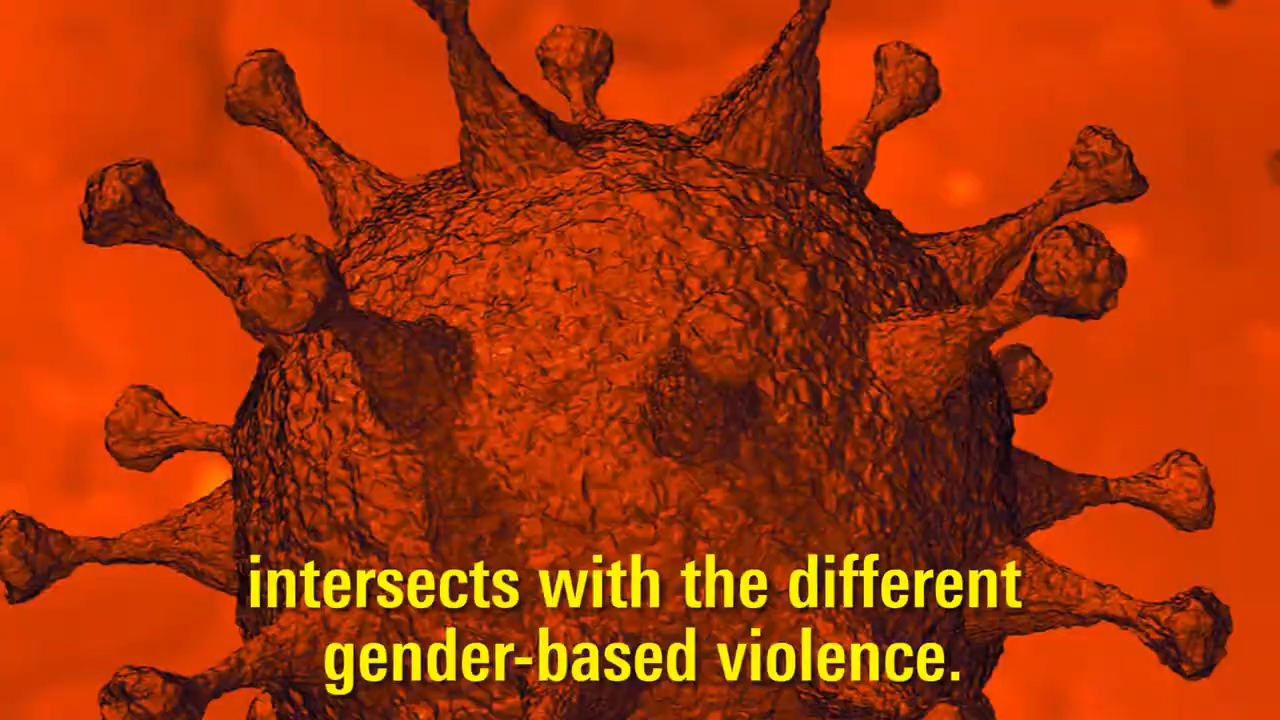 intersects with the different
gender-based violence.